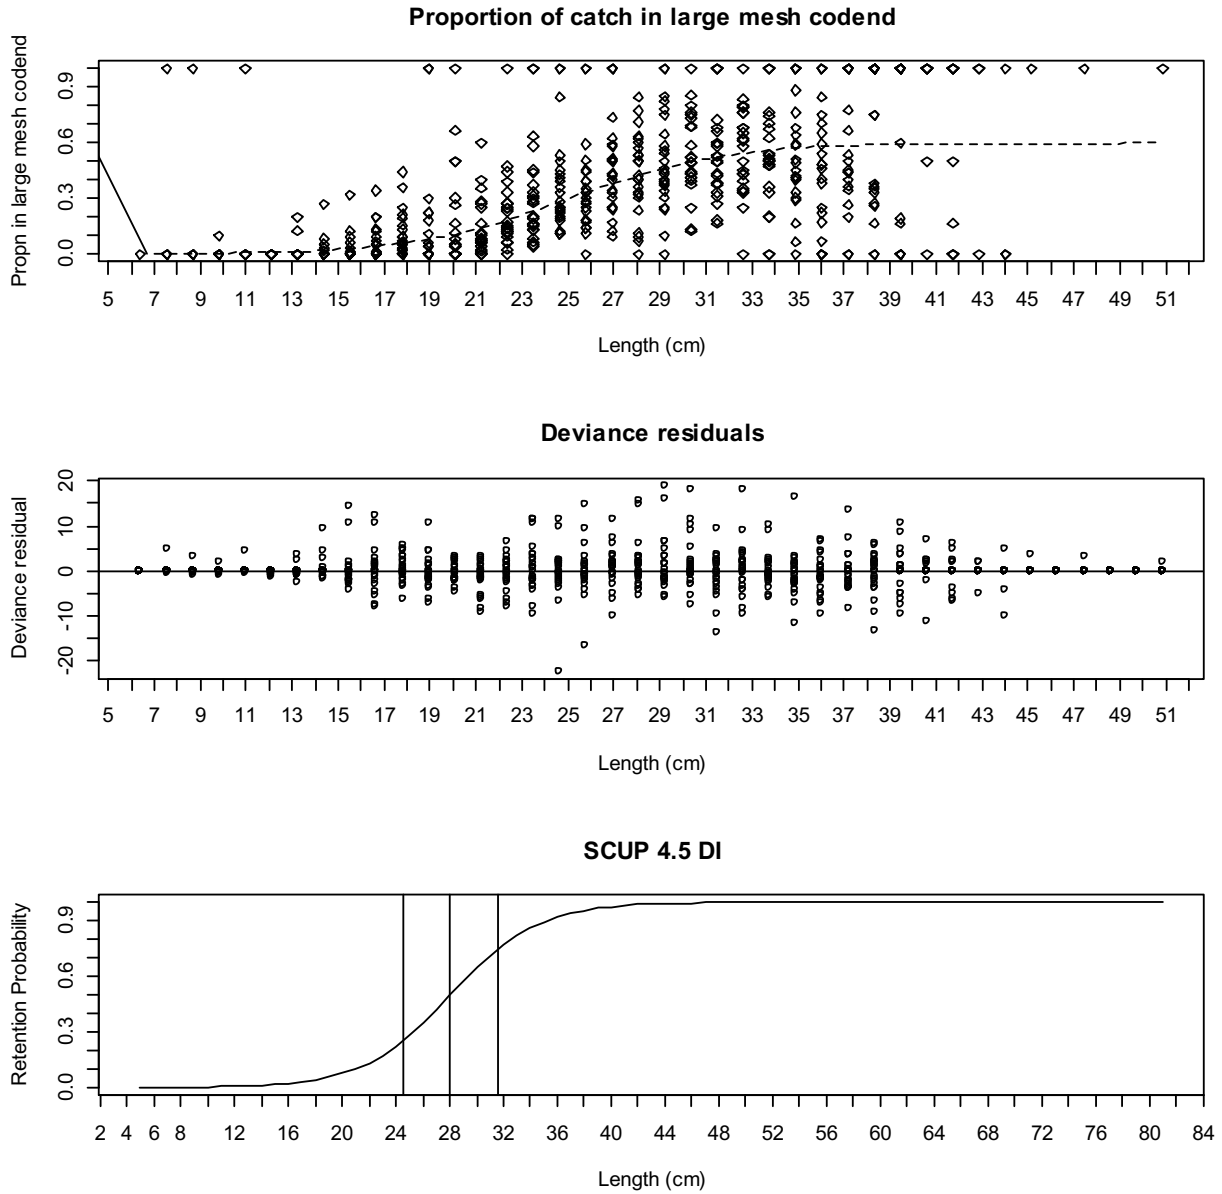 Proportion of catch in large mesh codend
Propn in large mesh codend
0.0 0.3 0.6 0.9
5 7 9 11 13 15 17 19 21 23 25 27 29 31 33 35 37 39 41 43 45 47 49 51
Length (cm)
Deviance residuals
Deviance residual
-20 -10 0 10 20
5 7 9 11 13 15 17 19 21 23 25 27 29 31 33 35 37 39 41 43 45 47 49 51
Length (cm)
SCUP 4.5 DI
Retention Probability
0.0 0.3 0.6 0.9
2 4 6 8 12 16 20 24 28 32 36 40 44 48 52 56 60 64 68 72 76 80 84
Length (cm)